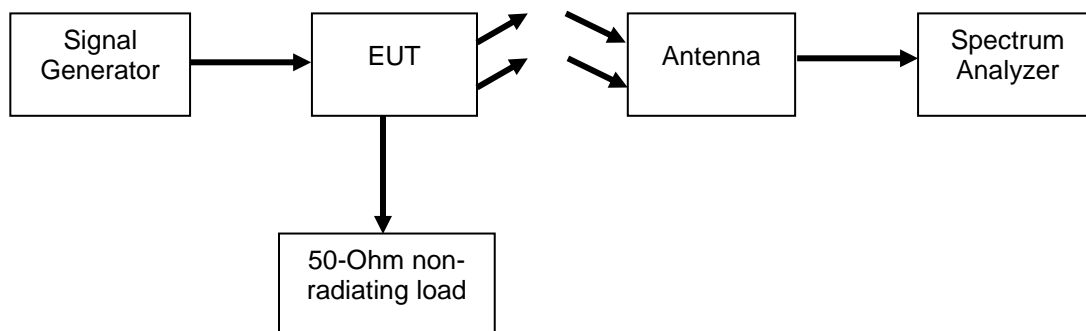 Signal
Generator
EUT
Antenna
Spectrum
Analyzer
50-Ohm non-
radiating load